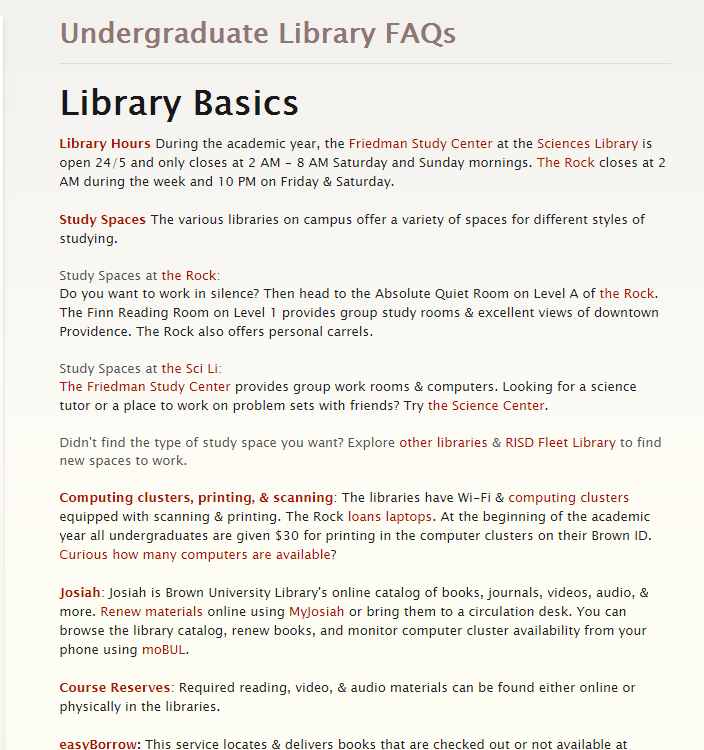 Undergraduate Library FAQs
Library Basics
Library Hours During the academic year, the Friedman Study Center at the Sciences Library is
open 24/5 and only closes at 2 AM – 8 AM Saturday and Sunday mornings. The Rock closes at 2
AM during the week and 10 PM on Friday & Saturday.
Study Spaces The various libraries on campus offer a variety of spaces for different styles of
studying.
Study Spaces at the Rock:
Do you want to work in silence? Then head to the Absolute Quiet Room on Level A of the Rock.
The Finn Reading Room on Level 1 provides group study rooms & excellent views of downtown
Providence. The Rock also offers personal carrels.
Study Spaces at the Sci Li:
The Friedman Study Center provides group work rooms & computers. Looking for a science
tutor or a place to work on problem sets with friends? Try the Science Center.
Didn't find the type of study space you want? Explore other libraries & RISD Fleet Library to find
new spaces to work.
Computing clusters, printing, & scanning: The libraries have Wi-Fi & computing clusters
equipped with scanning & printing. The Rock loans laptops. At the beginning of the academic
year all undergraduates are given $30 for printing in the computer clusters on their Brown ID.
Curious how many computers are available?
Josiah: Josiah is Brown University Library's online catalog of books, journals, videos, audio, &
more. Renew materials online using MyJosiah or bring them to a circulation desk. You can
browse the library catalog, renew books, and monitor computer cluster availability from your
phone using moBUL.
Course Reserves: Required reading, video, & audio materials can be found either online or
physically in the libraries.
easyBorrow: This service locates & delivers books that are checked out or not available at